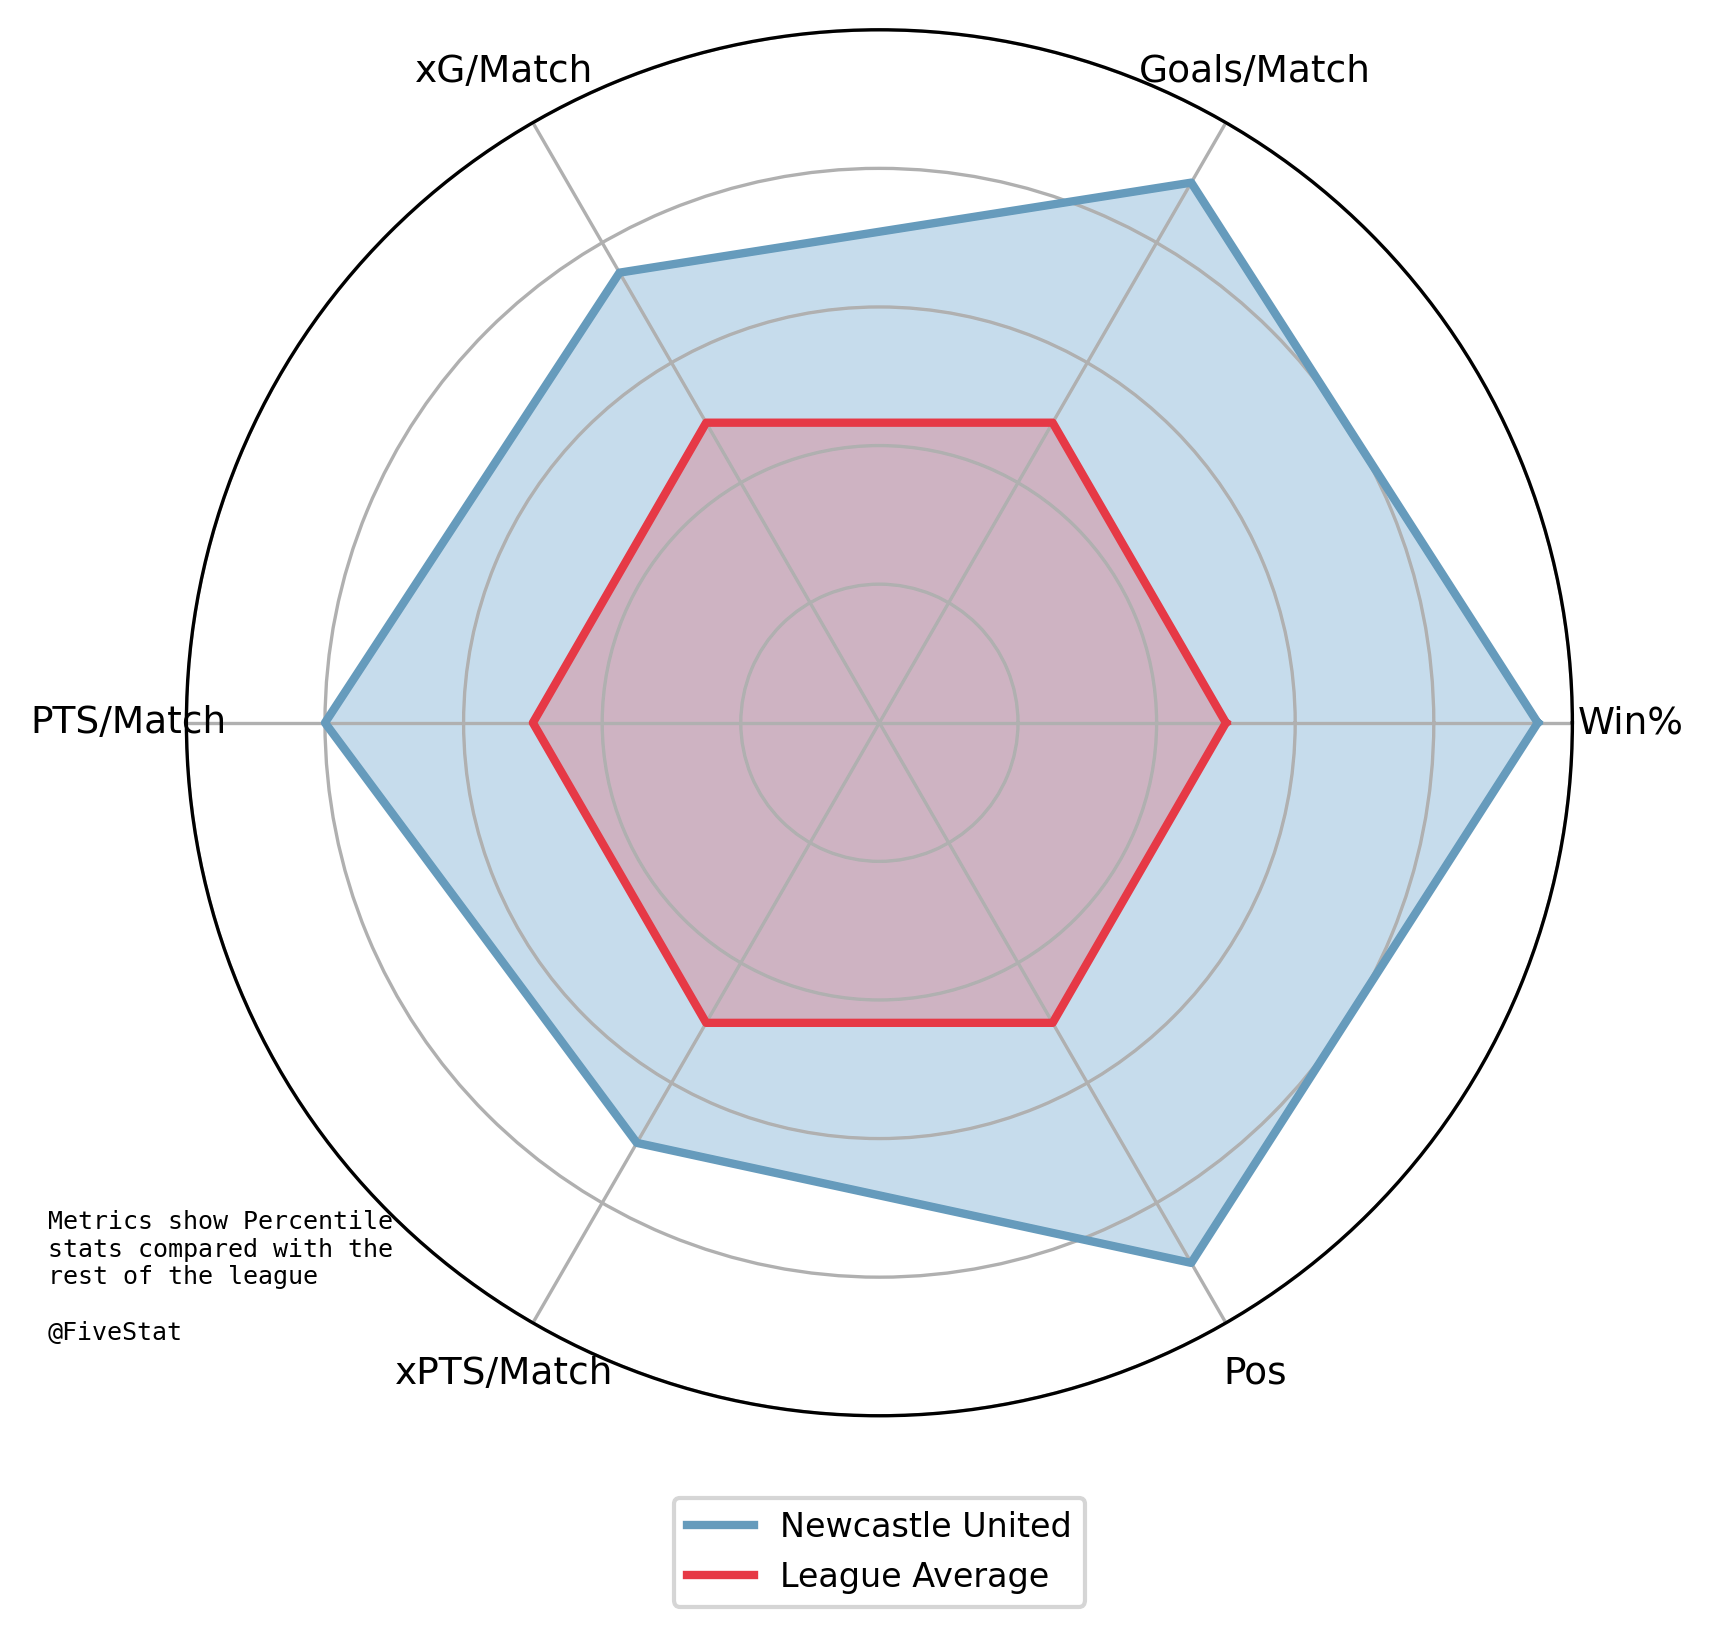 xG/Match
Goals/Match
PTS/Match
Win%
Metrics show Percentile
stats compared with the
rest of the league
@FiveStat
xPTS/Match
Pos
Newcastle United
League Average